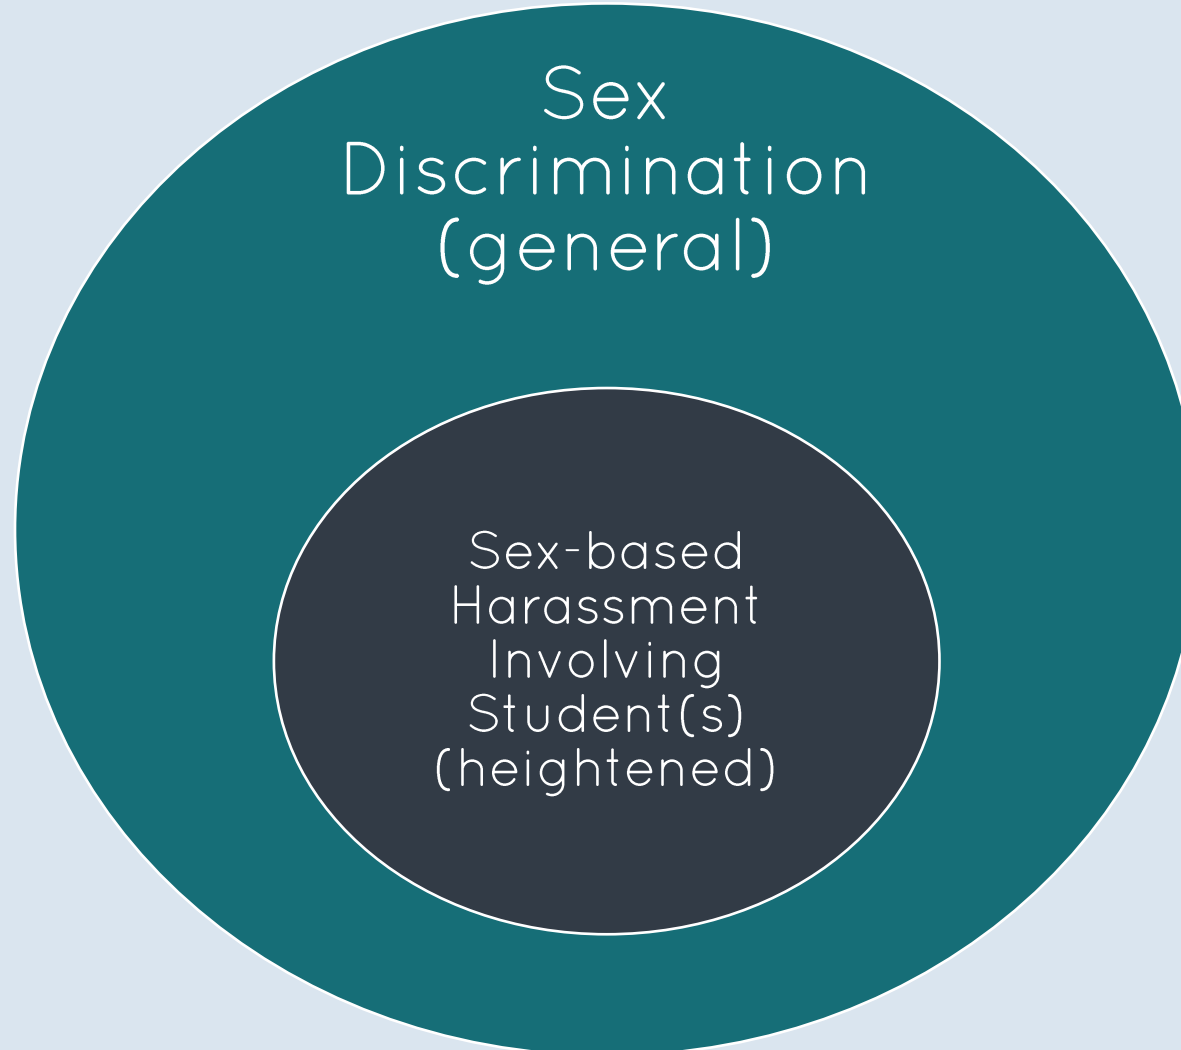 Sex
Discrimination
(general)
Sex-based
Harassment
Involving
Student(s)
(heightened)